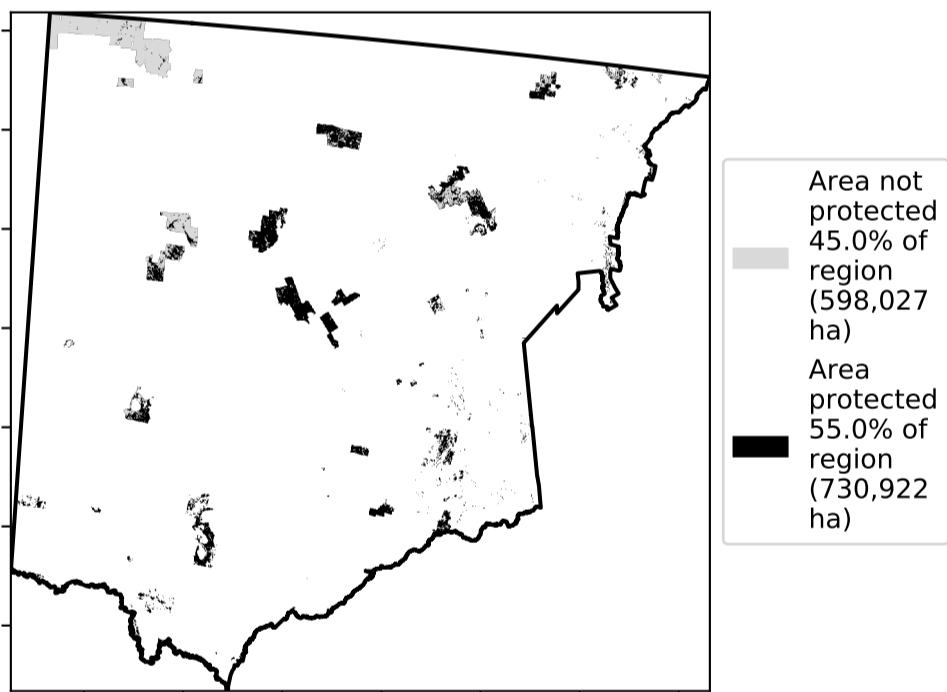 Area not
protected
45.0% of
region
(598,027
ha)
Area
protected
55.0% of
region
(730,922
ha)